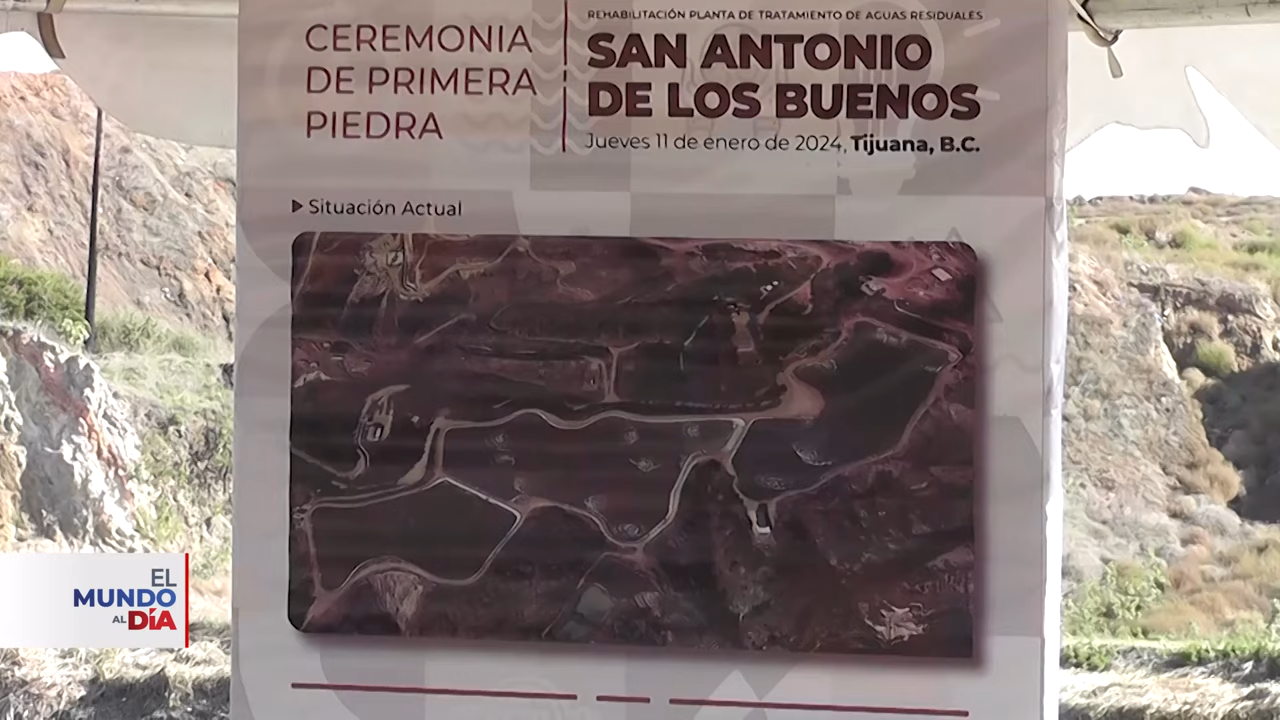 CEREMONIA
DE PRIMERA
PIEDRA
REHABILITACIÓN PLANTA DE TRATAMIENTO DE AGUAS RESIDUALES
SAN ANTONIO
DE LOS BUENOS
Jueves 11 de enero de 2024, Tijuana, B.C.
Situación Actual
EL
MUNDO
AL DÍA